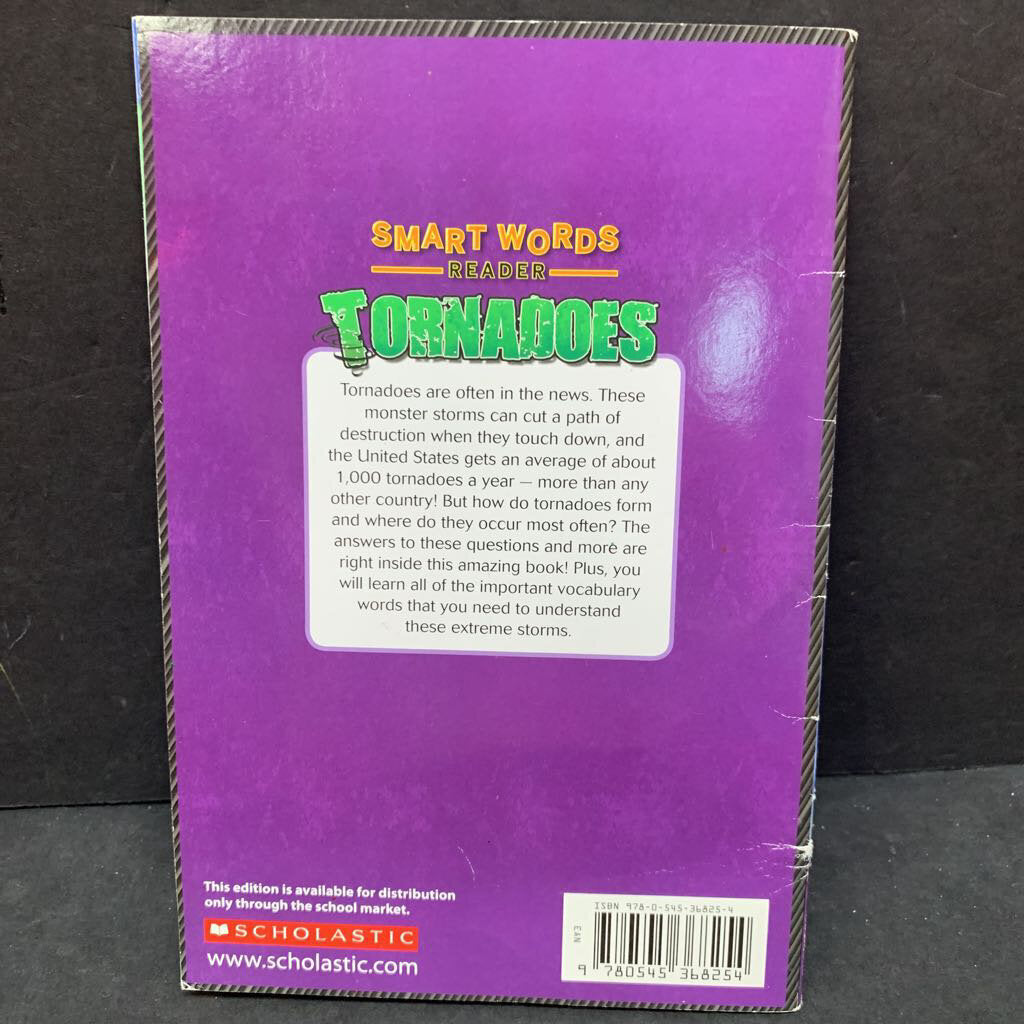 SMART WORDS
READER
TORNADOES
Tornadoes are often in the news. These
monster storms can cut a path of
destruction when they touch down, and
the United States gets an average of about
1,000 tornadoes a year — more than any
other country! But how do tornadoes form
and where do they occur most often? The
answers to these questions and more are
right inside this amazing book! Plus, you
will learn all of the important vocabulary
words that you need to understand
these extreme storms.
This edition is available for distribution
only through the school market.
SCHOLASTIC
www.scholastic.com
ISBN 978-0-545-36825-4
EAN
9 780545 368254